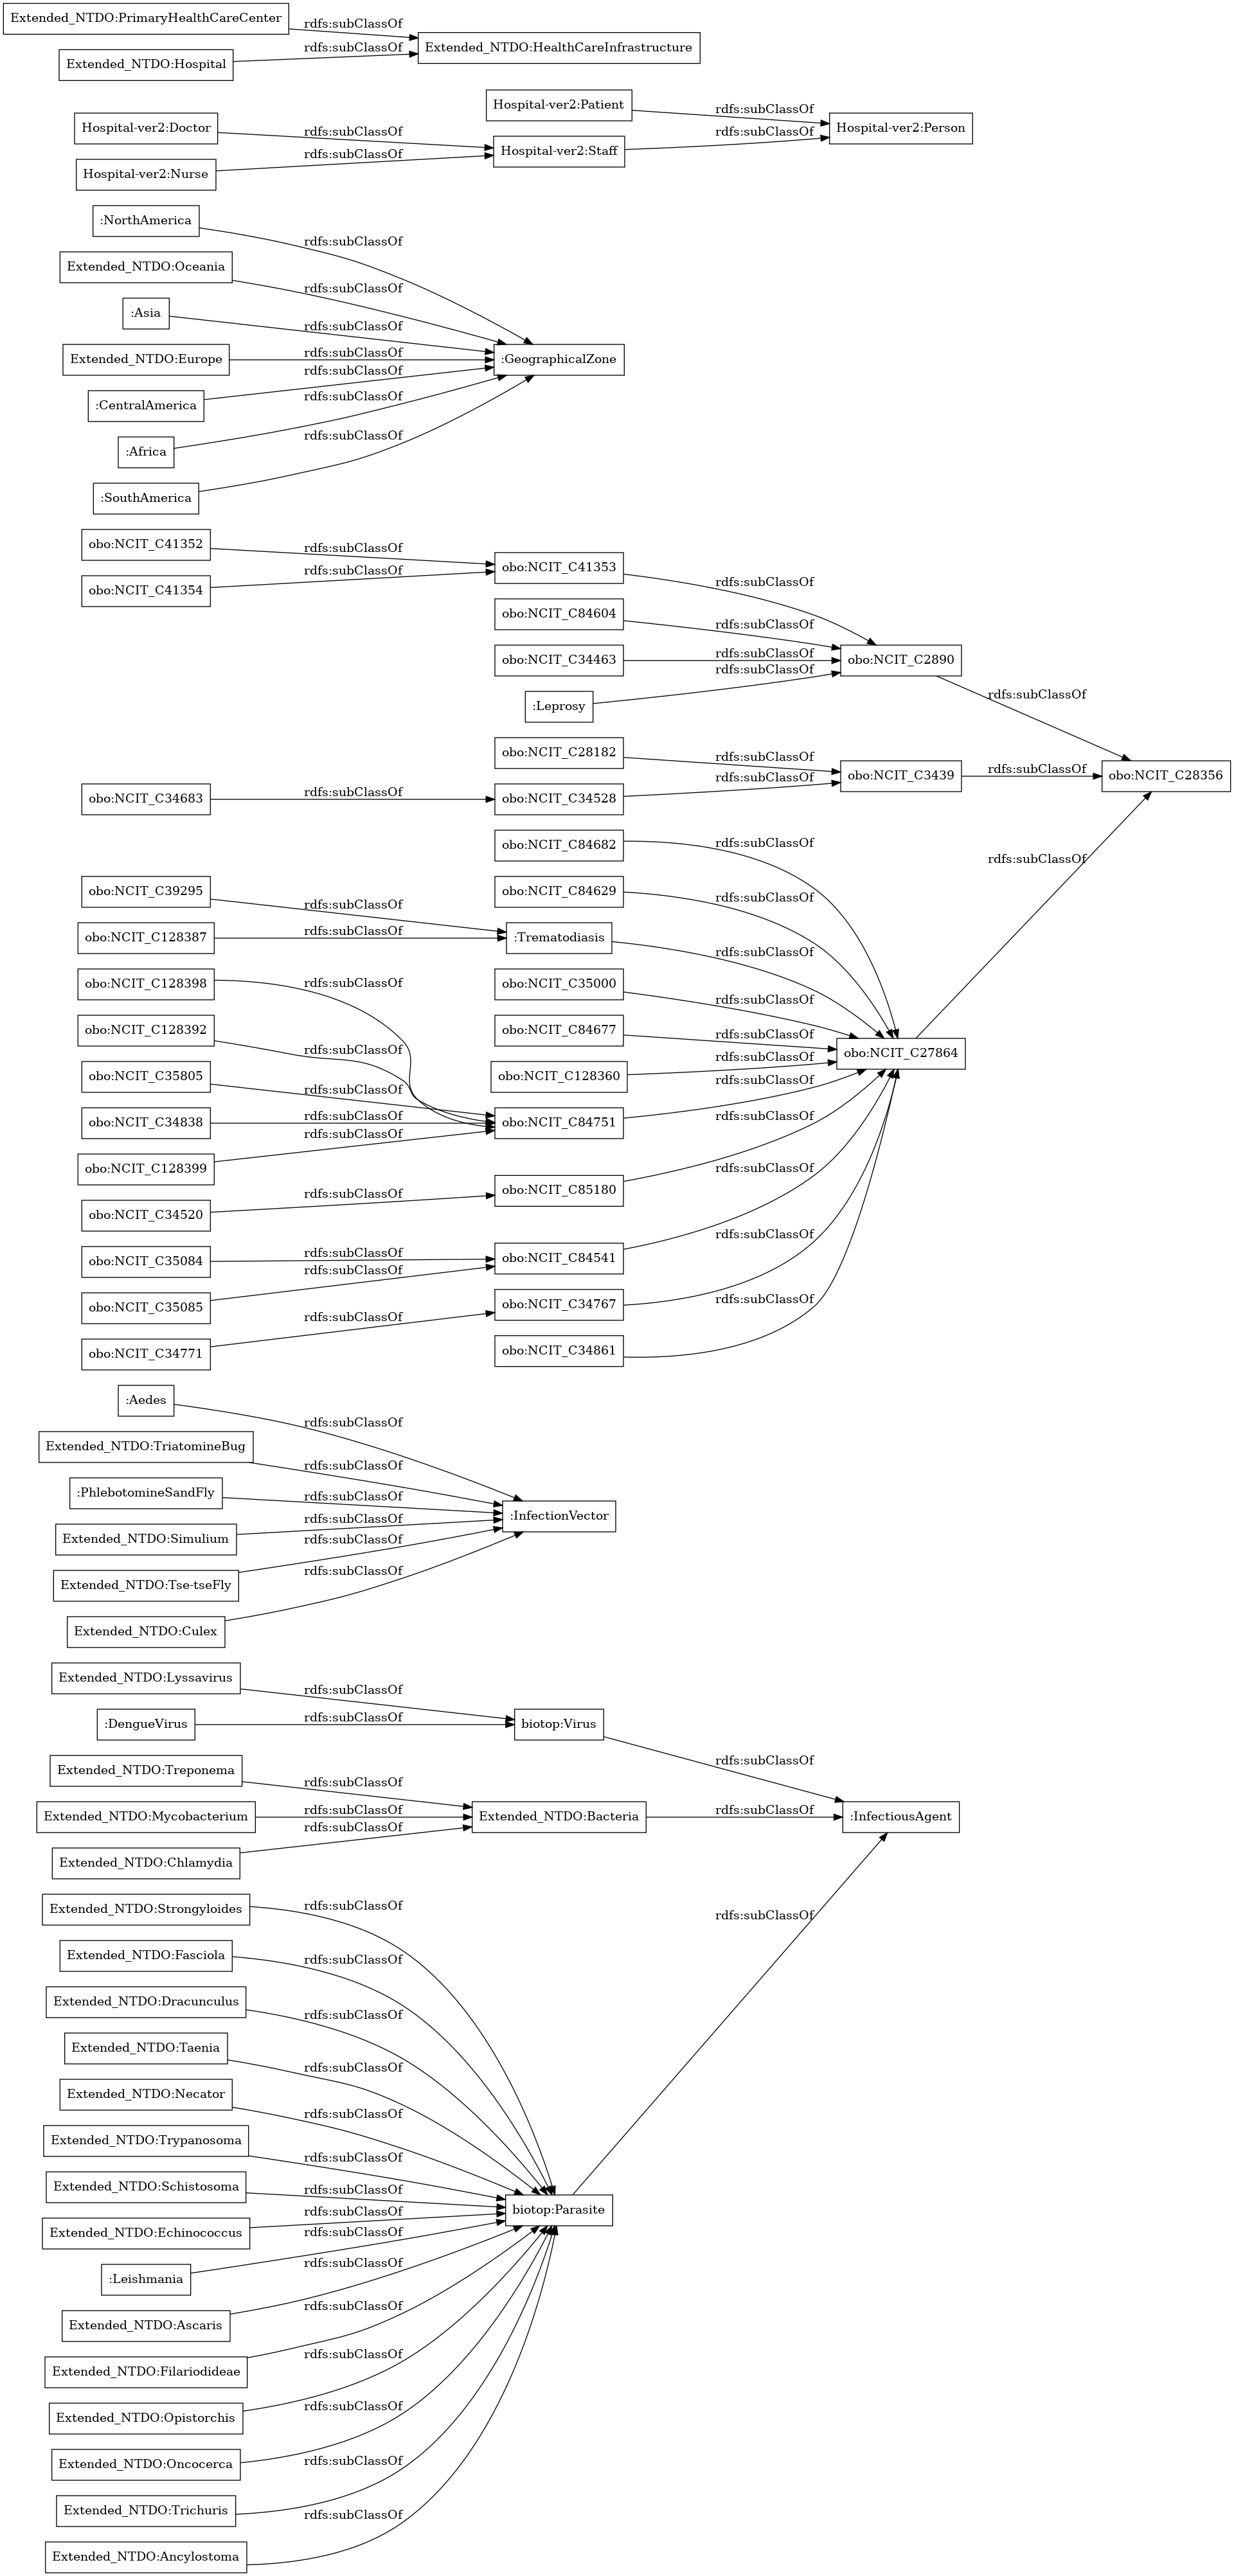 Extended_NTDO:PrimaryHealthCareCenter
rdfs:subClassOf
Extended_NTDO:HealthCareInfrastructure
rdfs:subClassOf
Extended_NTDO:Hospital
Hospital-ver2:Patient
rdfs:subClassOf
Hospital-ver2:Doctor
rdfs:subClassOf
Hospital-ver2:Person
rdfs:subClassOf
Hospital-ver2:Staff
rdfs:subClassOf
Hospital-ver2:Nurse
:NorthAmerica
rdfs:subClassOf
Extended_NTDO:Oceania
rdfs:subClassOf
:Asia
rdfs:subClassOf
Extended_NTDO:Europe
rdfs:subClassOf
:GeographicalZone
rdfs:subClassOf
:CentralAmerica
rdfs:subClassOf
:Africa
rdfs:subClassOf
:SouthAmerica
obo:NCIT_C41352
rdfs:subClassOf
obo:NCIT_C41353
rdfs:subClassOf
obo:NCIT_C41354
rdfs:subClassOf
obo:NCIT_C84604
rdfs:subClassOf
obo:NCIT_C34463
rdfs:subClassOf
obo:NCIT_C2890
rdfs:subClassOf
:Leprosy
rdfs:subClassOf
obo:NCIT_C28182
rdfs:subClassOf
obo:NCIT_C3439
rdfs:subClassOf
obo:NCIT_C28356
rdfs:subClassOf
obo:NCIT_C34683
rdfs:subClassOf
obo:NCIT_C34528
obo:NCIT_C84682
rdfs:subClassOf
rdfs:subClassOf
obo:NCIT_C39295
rdfs:subClassOf
obo:NCIT_C84629
rdfs:subClassOf
obo:NCIT_C128387
rdfs:subClassOf
:Trematodiasis
rdfs:subClassOf
obo:NCIT_C128398
rdfs:subClassOf
obo:NCIT_C35000
rdfs:subClassOf
obo:NCIT_C128392
rdfs:subClassOf
obo:NCIT_C84677
rdfs:subClassOf
obo:NCIT_C27864
rdfs:subClassOf
obo:NCIT_C35805
rdfs:subClassOf
obo:NCIT_C128360
rdfs:subClassOf
obo:NCIT_C34838
rdfs:subClassOf
obo:NCIT_C84751
rdfs:subClassOf
rdfs:subClassOf
obo:NCIT_C128399
rdfs:subClassOf
obo:NCIT_C34520
rdfs:subClassOf
obo:NCIT_C85180
rdfs:subClassOf
obo:NCIT_C35084
rdfs:subClassOf
obo:NCIT_C84541
rdfs:subClassOf
obo:NCIT_C35085
obo:NCIT_C34767
rdfs:subClassOf
rdfs:subClassOf
obo:NCIT_C34771
obo:NCIT_C34861
:Aedes
rdfs:subClassOf
Extended_NTDO:TriatomineBug
rdfs:subClassOf
:PhlebotomineSandFly
rdfs:subClassOf
:InfectionVector
rdfs:subClassOf
Extended_NTDO:Simulium
rdfs:subClassOf
Extended_NTDO:Tse-tseFly
rdfs:subClassOf
Extended_NTDO:Culex
Extended_NTDO:Lyssavirus
rdfs:subClassOf
:DengueVirus
rdfs:subClassOf
biotop:Virus
rdfs:subClassOf
Extended_NTDO:Treponema
rdfs:subClassOf
Extended_NTDO:Mycobacterium
rdfs:subClassOf
Extended_NTDO:Bacteria
rdfs:subClassOf
:InfectiousAgent
rdfs:subClassOf
Extended_NTDO:Chlamydia
Extended_NTDO:Strongyloides
rdfs:subClassOf
rdfs:subClassOf
Extended_NTDO:Fasciola
rdfs:subClassOf
Extended_NTDO:Dracunculus
rdfs:subClassOf
Extended_NTDO:Taenia
rdfs:subClassOf
Extended_NTDO:Necator
rdfs:subClassOf
Extended_NTDO:Trypanosoma
rdfs:subClassOf
Extended_NTDO:Schistosoma
rdfs:subClassOf
biotop:Parasite
rdfs:subClassOf
Extended_NTDO:Echinococcus
rdfs:subClassOf
:Leishmania
rdfs:subClassOf
Extended_NTDO:Ascaris
rdfs:subClassOf
Extended_NTDO:Filariodideae
rdfs:subClassOf
Extended_NTDO:Opistorchis
rdfs:subClassOf
Extended_NTDO:Oncocerca
rdfs:subClassOf
Extended_NTDO:Trichuris
rdfs:subClassOf
Extended_NTDO:Ancylostoma